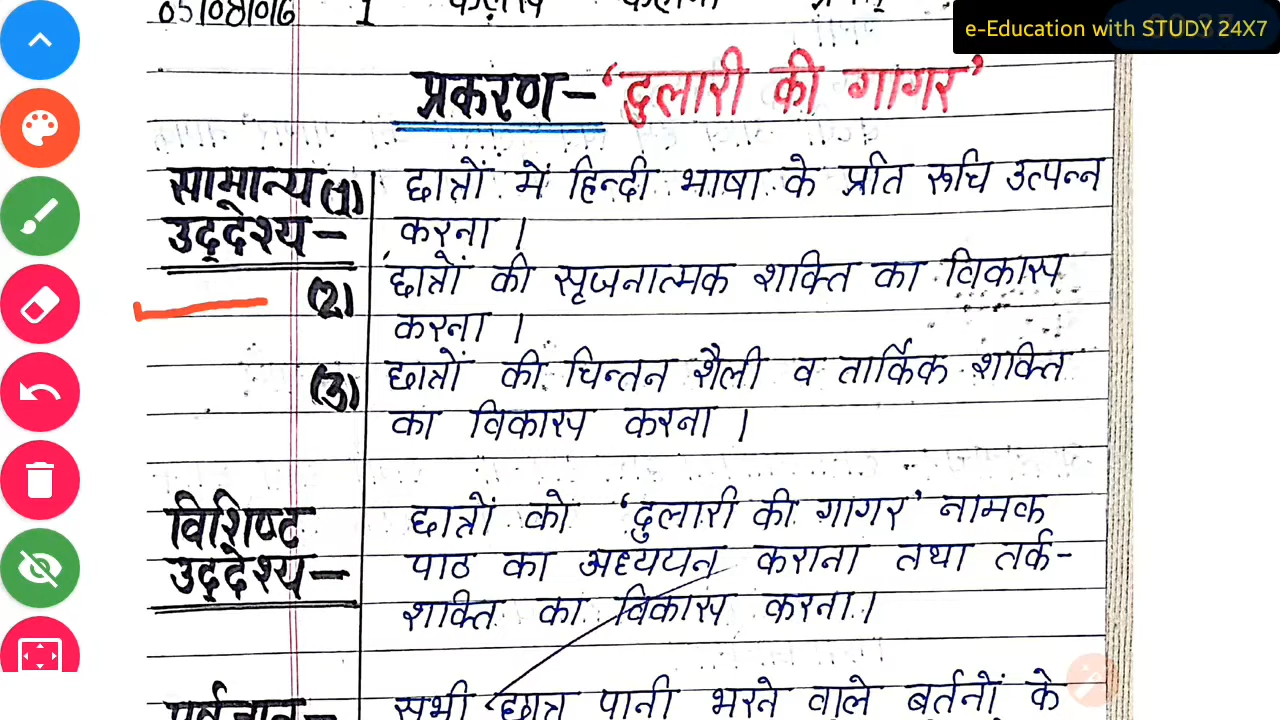 e-Education with STUDY 24X7
प्रकरण - 'दुलारी की गागर'
सामान्य (1) छात्रों में हिन्दी भाषा के प्रति रुचि उत्पन्न
उद्देश्य - करना ।
(2) छात्रों की सृजनात्मक शक्ति का विकास
करना ।
(3) छात्रों की चिन्तन शैली व तार्किक शक्ति
का विकास करना ।
विशिष्ट छात्रों को 'दुलारी की गागर' नामक
उद्देश्य - पाठ का अध्ययन कराना तथा तर्क-
शक्ति का विकास करना ।
सभी छात्र पानी भरने वाले बर्तनों के